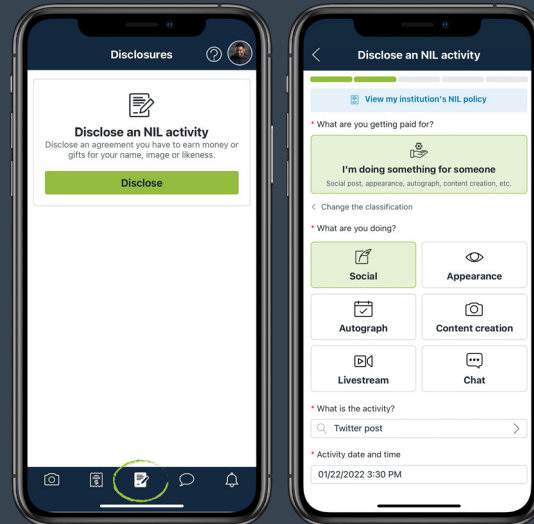 Disclosures
Disclose an NIL activity
Disclose an agreement you have to earn money or
gifts for your name, image or likeness.
Disclose
Disclose an NIL activity
View my institution's NIL policy
* What are you getting paid for?
I'm doing something for someone
Social post, appearance, autograph, content creation, etc.
Change the classification
* What are you doing?
Social
Appearance
Autograph
Content creation
Livestream
Chat
* What is the activity?
Twitter post
* Activity date and time
01/22/2022 3:30 PM